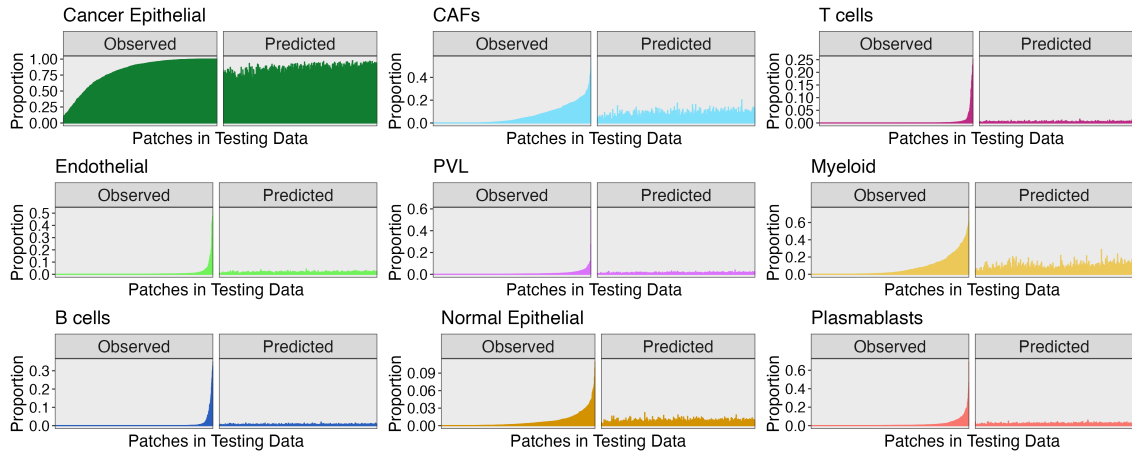 Cancer Epithelial
CAFs
T cells
Observed Predicted
Observed Predicted
Observed Predicted
Proportion
1.00
0.75
0.50
0.25
0.00
Proportion
0.4
0.2
0.0
Proportion
0.25
0.20
0.15
0.10
0.05
0.00
Patches in Testing Data
Patches in Testing Data
Patches in Testing Data
Endothelial
PVL
Myeloid
Observed Predicted
Observed Predicted
Observed Predicted
Proportion
0.5
0.4
0.3
0.2
0.1
0.0
Proportion
0.6
0.4
0.2
0.0
Proportion
0.6
0.4
0.2
0.0
Patches in Testing Data
Patches in Testing Data
Patches in Testing Data
B cells
Normal Epithelial
Plasmablasts
Observed Predicted
Observed Predicted
Observed Predicted
Proportion
0.3
0.2
0.1
0.0
Proportion
0.09
0.06
0.03
0.00
Proportion
0.6
0.4
0.2
0.0
Patches in Testing Data
Patches in Testing Data
Patches in Testing Data